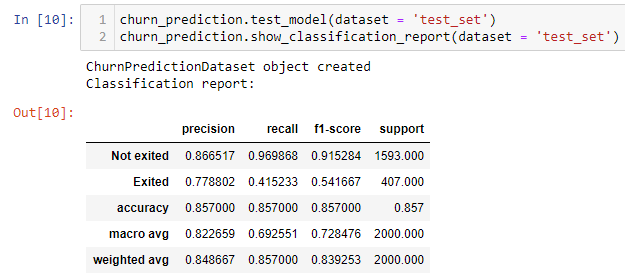 In [10]: 1 churn_prediction.test_model(dataset = 'test_set')
2 churn_prediction.show_classification_report(dataset = 'test_set')
ChurnPredictionDataset object created
Classification report:
Out[10]:
precision recall f1-score support
Not exited 0.866517 0.969868 0.915284 1593.000
Exited 0.778802 0.415233 0.541667 407.000
accuracy 0.857000 0.857000 0.857000 0.857
macro avg 0.822659 0.692551 0.728476 2000.000
weighted avg 0.848667 0.857000 0.839253 2000.000